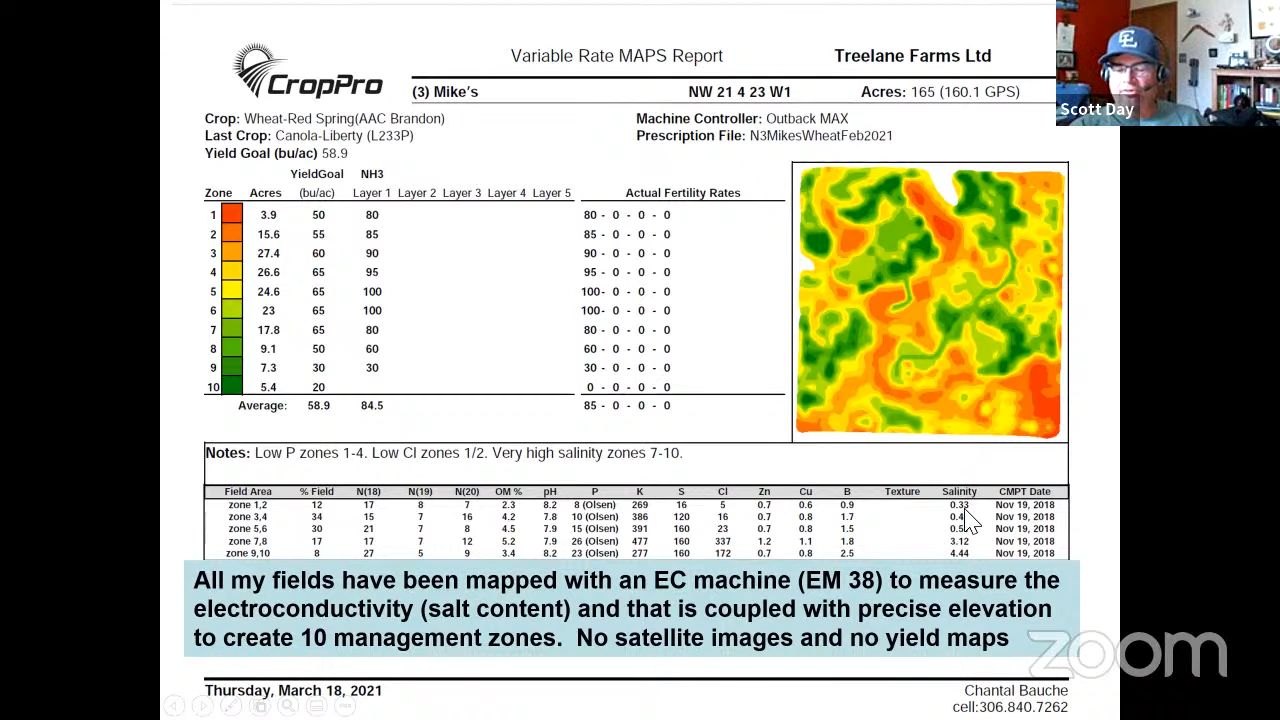 CropPro
Variable Rate MAPS Report
Treelane Farms Ltd
(3) Mike's NW 21 4 23 W1 Acres: 165 (160.1 GPS)
Scott Day
Crop: Wheat-Red Spring(AAC Brandon) Machine Controller: Outback MAX
Last Crop: Canola-Liberty (L233P) Prescription File: N3MikesWheatFeb2021
Yield Goal (bu/ac) 58.9
YieldGoal NH3
Zone Acres (bu/ac) Layer 1 Layer 2 Layer 3 Layer 4 Layer 5 Actual Fertility Rates
1 3.9 50 80 80 - 0 - 0 - 0
2 15.6 55 85 85 - 0 - 0 - 0
3 27.4 60 90 90 - 0 - 0 - 0
4 26.6 65 95 95 - 0 - 0 - 0
5 24.6 65 100 100- 0 - 0 - 0
6 23 65 100 100- 0 - 0 - 0
7 17.8 65 80 80 - 0 - 0 - 0
8 9.1 50 60 60 - 0 - 0 - 0
9 7.3 30 30 30 - 0 - 0 - 0
10 5.4 20 0 - 0 - 0 - 0
Average: 58.9 84.5 85 - 0 - 0 - 0
Notes: Low P zones 1-4. Low Cl zones 1/2. Very high salinity zones 7-10.
Field Area % Field N(18) N(19) N(20) OM % pH P K S Cl Zn Cu B Texture Salinity CMPT Date
zone 1,2 12 17 8 7 2.3 8.2 8 (Olsen) 269 16 5 0.7 0.6 0.9 0.33 Nov 19, 2018
zone 3,4 34 15 7 16 4.2 7.8 10 (Olsen) 386 120 16 0.7 0.8 1.7 Nov 19, 2018
zone 5,6 30 21 7 8 4.5 7.9 15 (Olsen) 391 160 23 0.7 0.8 1.5 Nov 19, 2018
zone 7,8 17 17 7 12 5.2 7.9 26 (Olsen) 477 160 337 1.2 1.1 1.8 3.12 Nov 19, 2018
zone 9,10 8 27 5 9 3.4 8.2 23 (Olsen) 277 160 172 0.7 0.8 2.5 4.44 Nov 19, 2018
All my fields have been mapped with an EC machine (EM 38) to measure the
electroconductivity (salt content) and that is coupled with precise elevation
to create 10 management zones. No satellite images and no yield maps
zoom
Thursday, March 18, 2021 Chantal Bauche
cell:306.840.7262